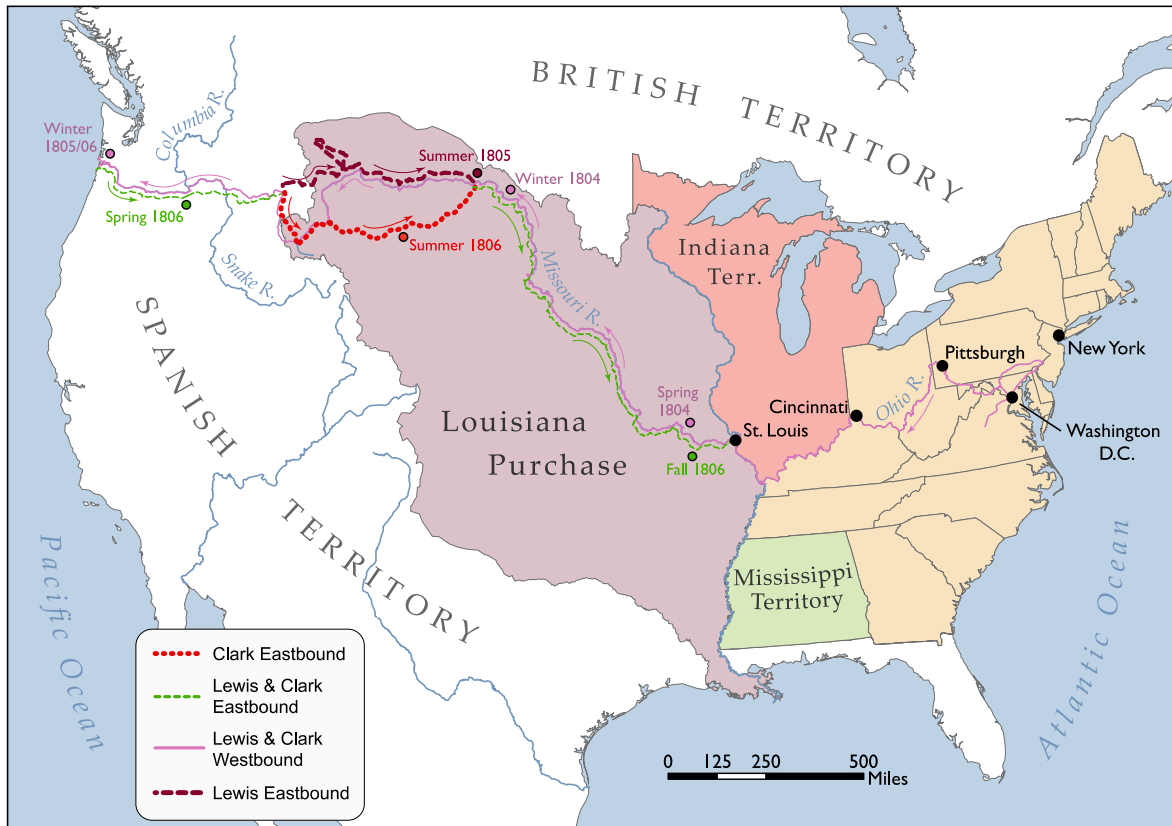 BRITISH TERRITORY
Columbia R.
Winter
1805/06
Summer 1805
Winter 1804
Spring 1806
Summer 1806
Indiana
Terr.
Snake R.
Missouri R.
SPANISH
TERRITORY
New York
Pittsburgh
Ohio R.
Spring
1804
Cincinnati
St. Louis
Washington
D.C.
Louisiana
Purchase
Fall 1806
Pacific Ocean
Mississippi
Territory
Atlantic Ocean
Clark Eastbound
Lewis & Clark
Eastbound
Lewis & Clark
Westbound
Lewis Eastbound
0 125 250 500
Miles